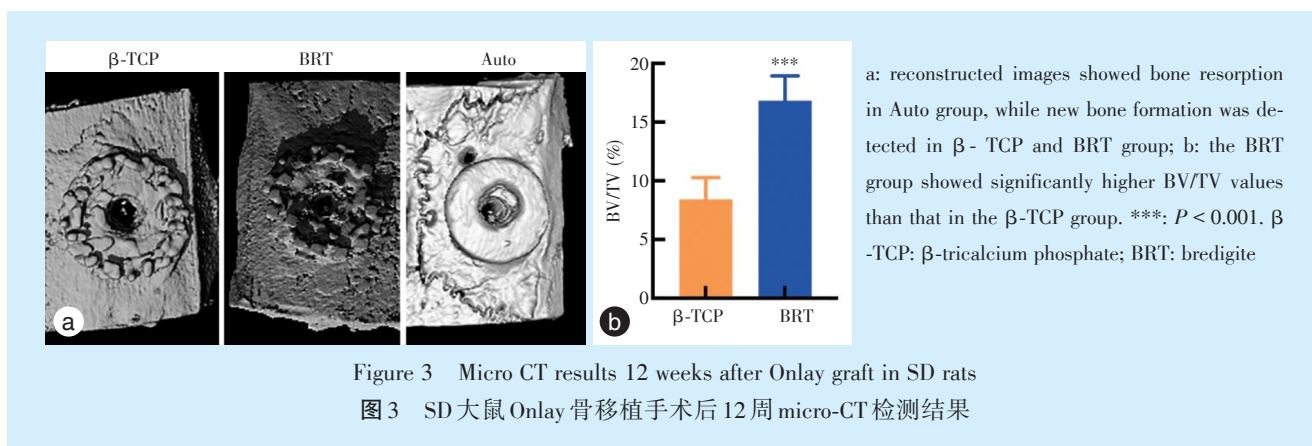 β-TCP BRT Auto
a
b
***
BV/TV (%)
20
15
10
5
0
β-TCP BRT
a: reconstructed images showed bone resorption
in Auto group, while new bone formation was de-
tected in β - TCP and BRT group; b: the BRT
group showed significantly higher BV/TV values
than that in the β-TCP group. ***: P < 0.001. β
-TCP: β-tricalcium phosphate; BRT: bredigite
Figure 3 Micro CT results 12 weeks after Onlay graft in SD rats
图3 SD大鼠Onlay骨移植手术后12周micro-CT检测结果